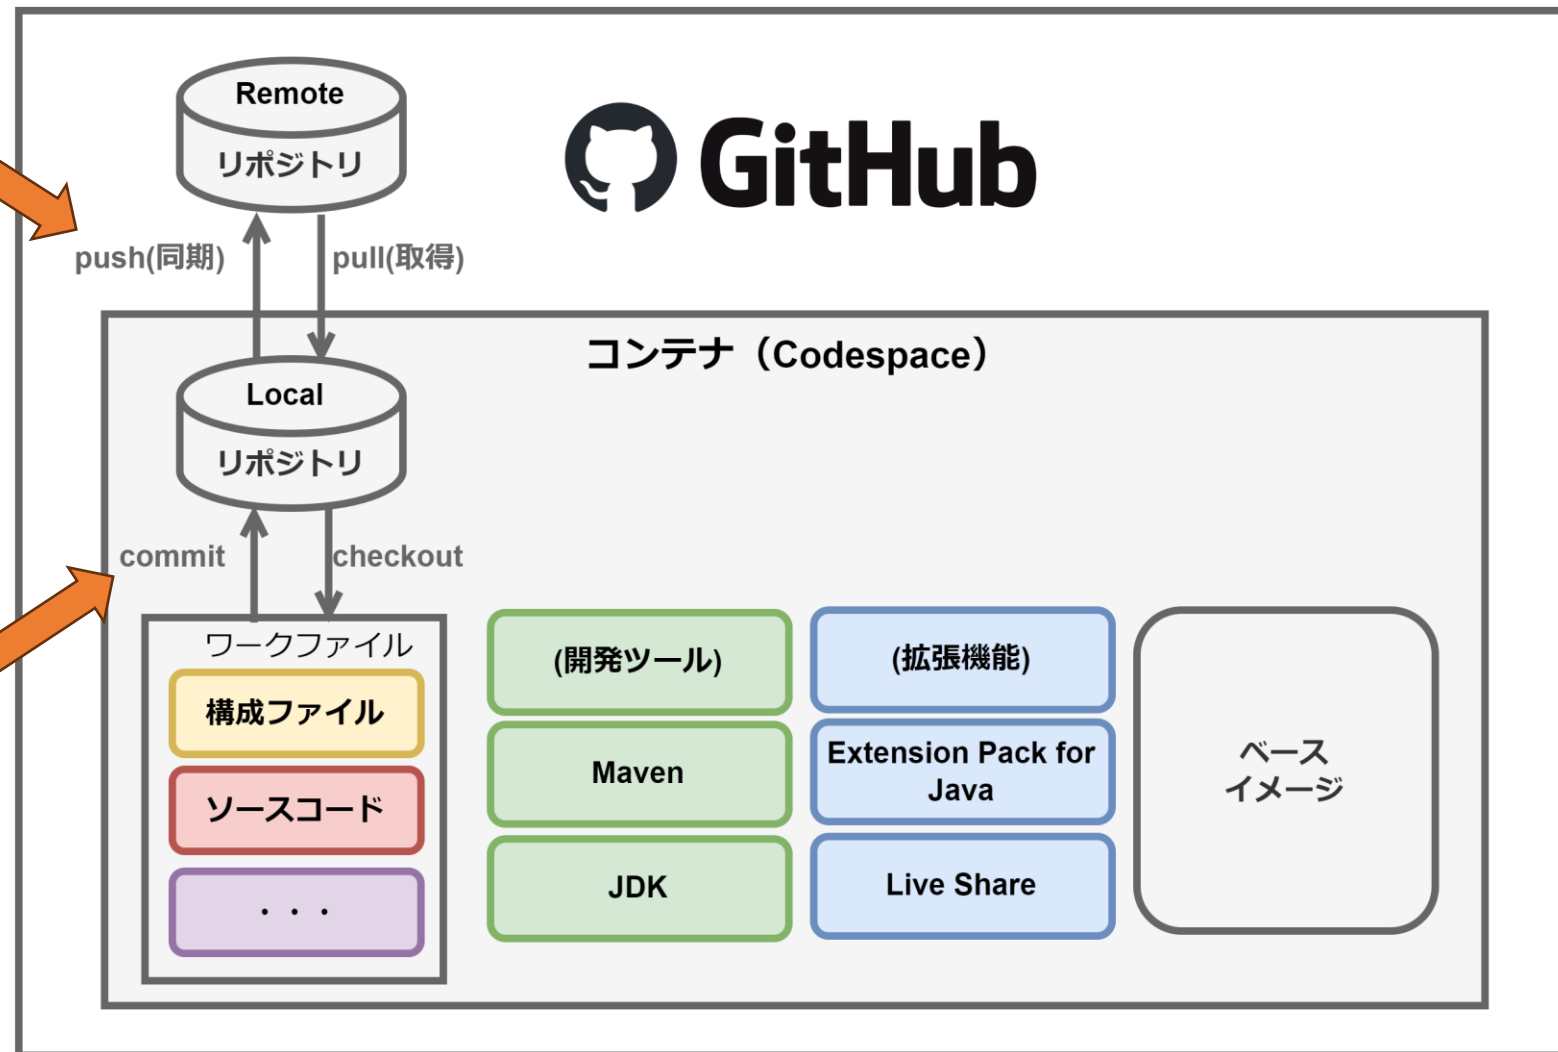 Remote
リポジトリ
GitHub
push(同期)
pull(取得)
コンテナ（Codespace）
Local
リポジトリ
commit
checkout
ワークファイル
構成ファイル
ソースコード
・・・
(開発ツール)
Maven
JDK
(拡張機能)
Extension Pack for
Java
Live Share
ベース
イメージ